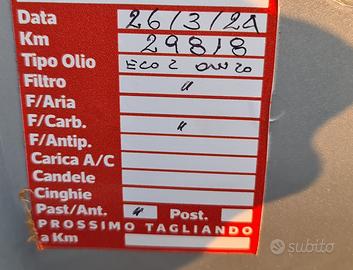 Data 26/3/24
Km 29818
Tipo Olio ECO 2 0W20
Filtro "
F/Aria
F/Carb. "
F/Antip.
Carica A/C
Candele
Cinghie
Past/Ant. " Post.
PROSSIMO TAGLIANDO
a Km
subito